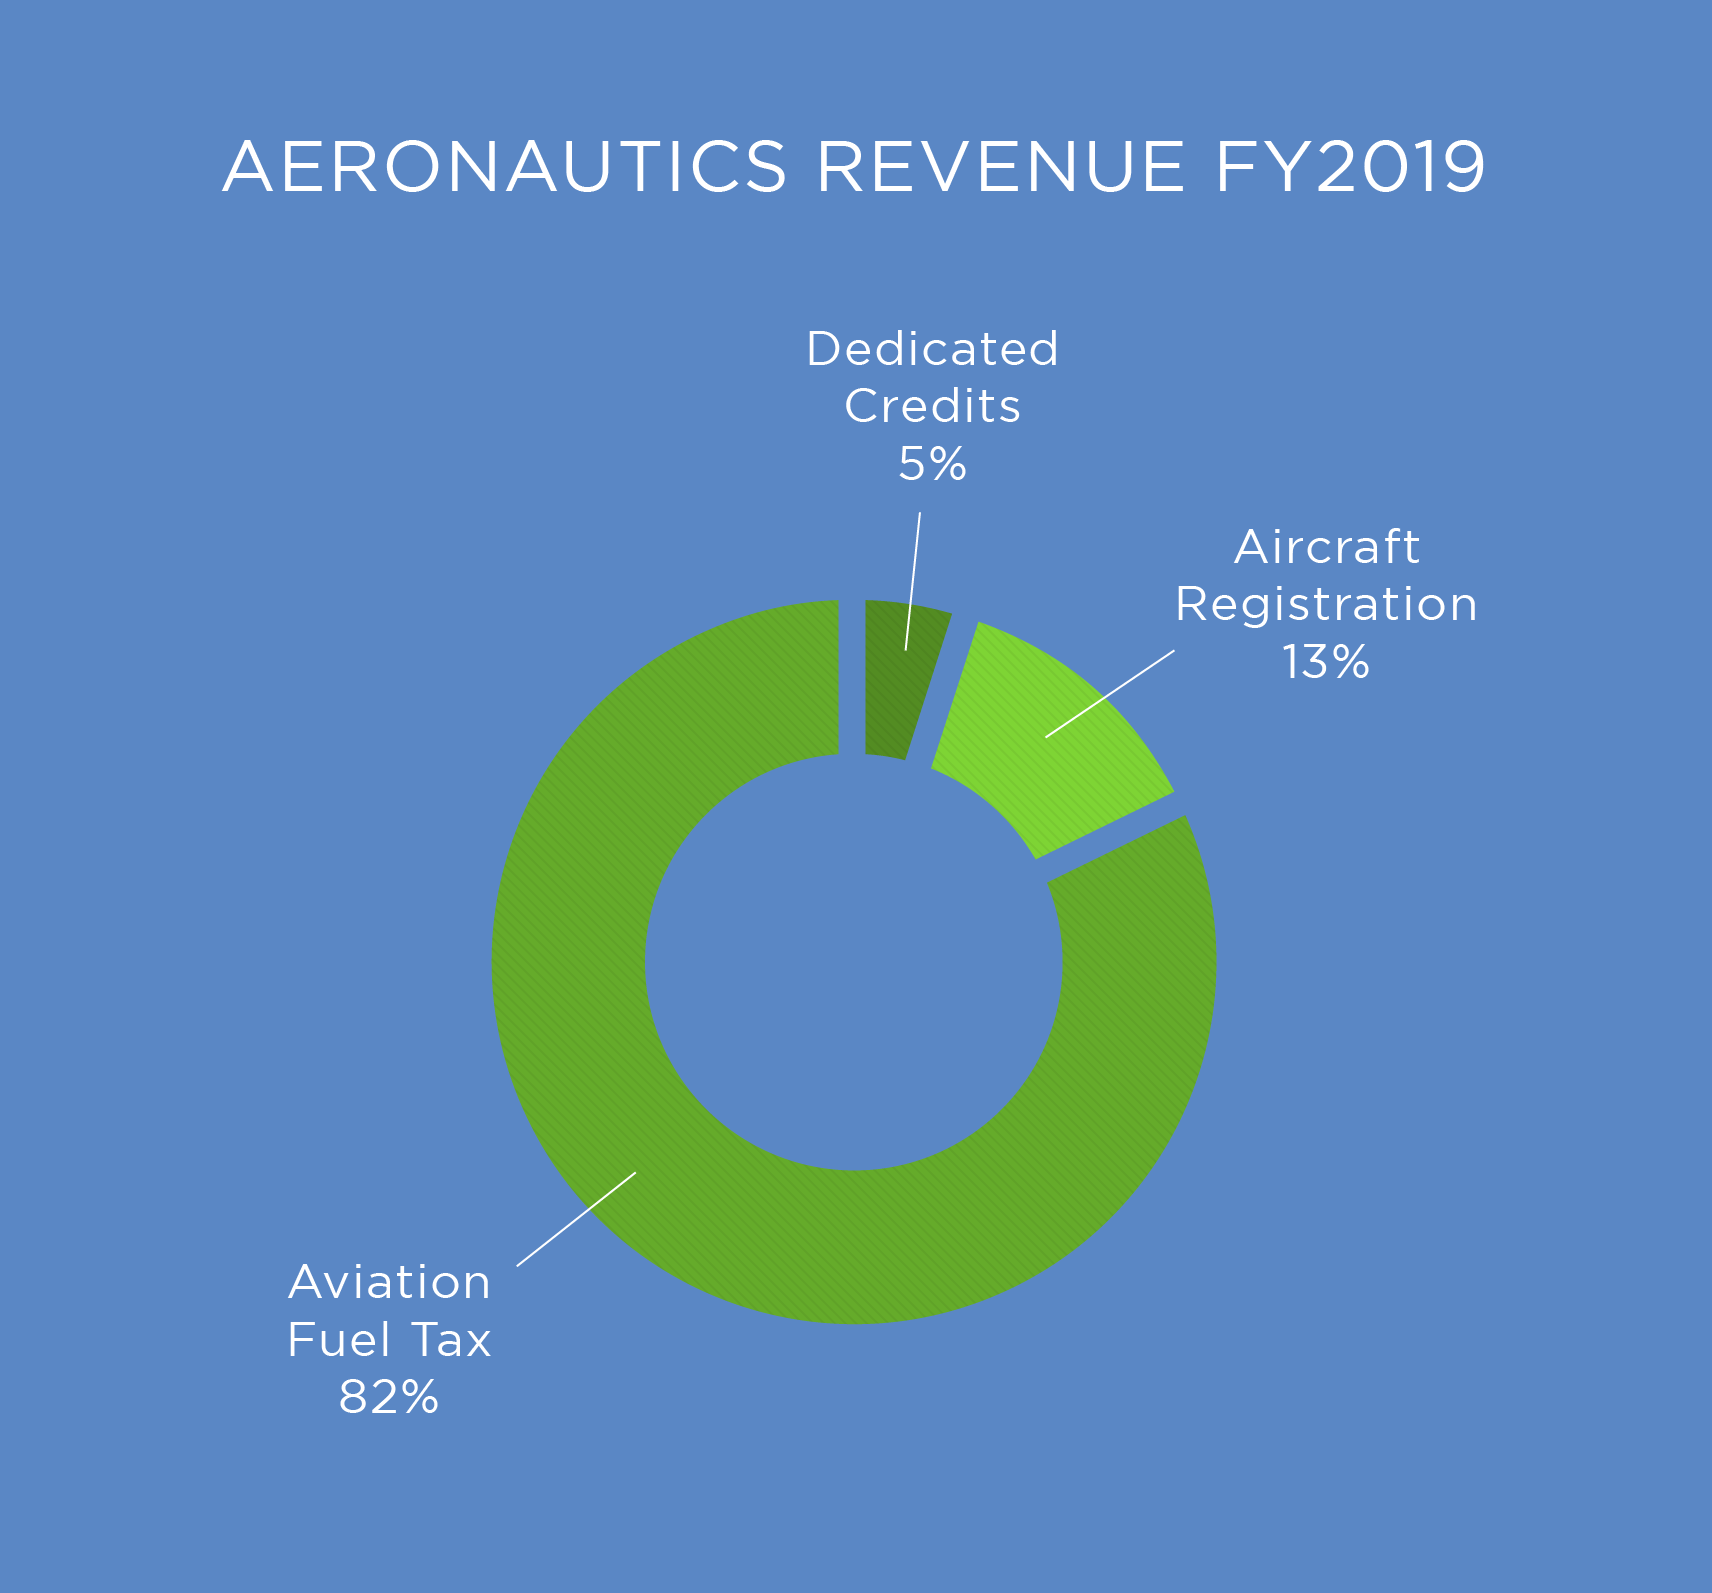 AERONAUTICS REVENUE FY2019
Dedicated
Credits
5%
Aircraft
Registration
13%
Aviation
Fuel Tax
82%